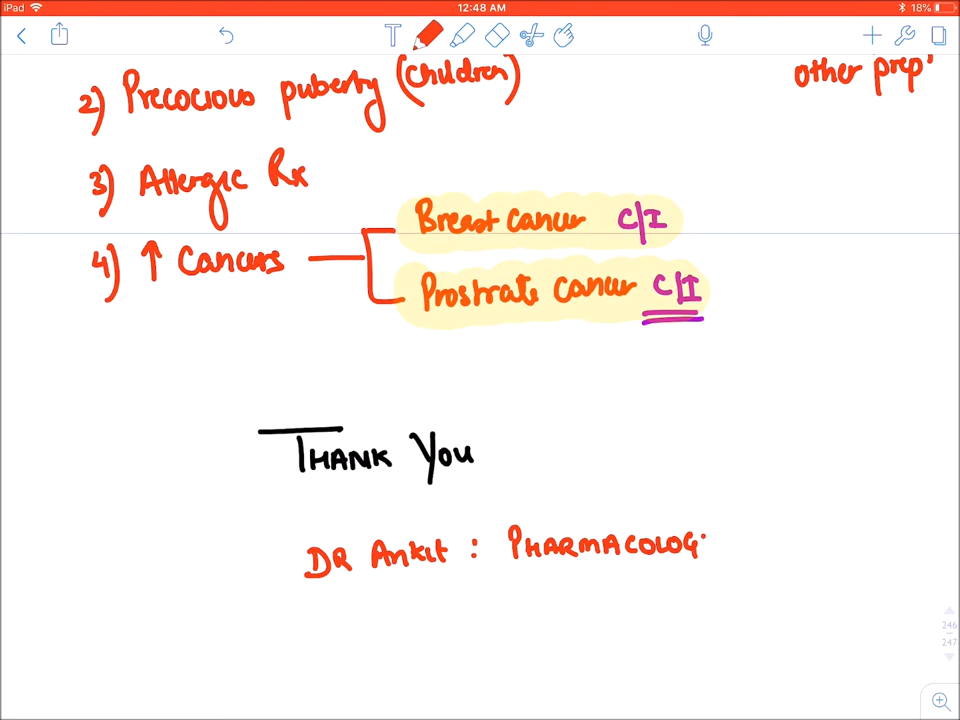 iPad 12:48 AM 18%
T
other prep'
2) Precocious puberty (children)
3) Allergic Rx
Breast cancer C/I
4) ↑ Cancers
Prostrate cancer C/I
THANK YOU
DR Ankit : PHARMACOLOG
246
247